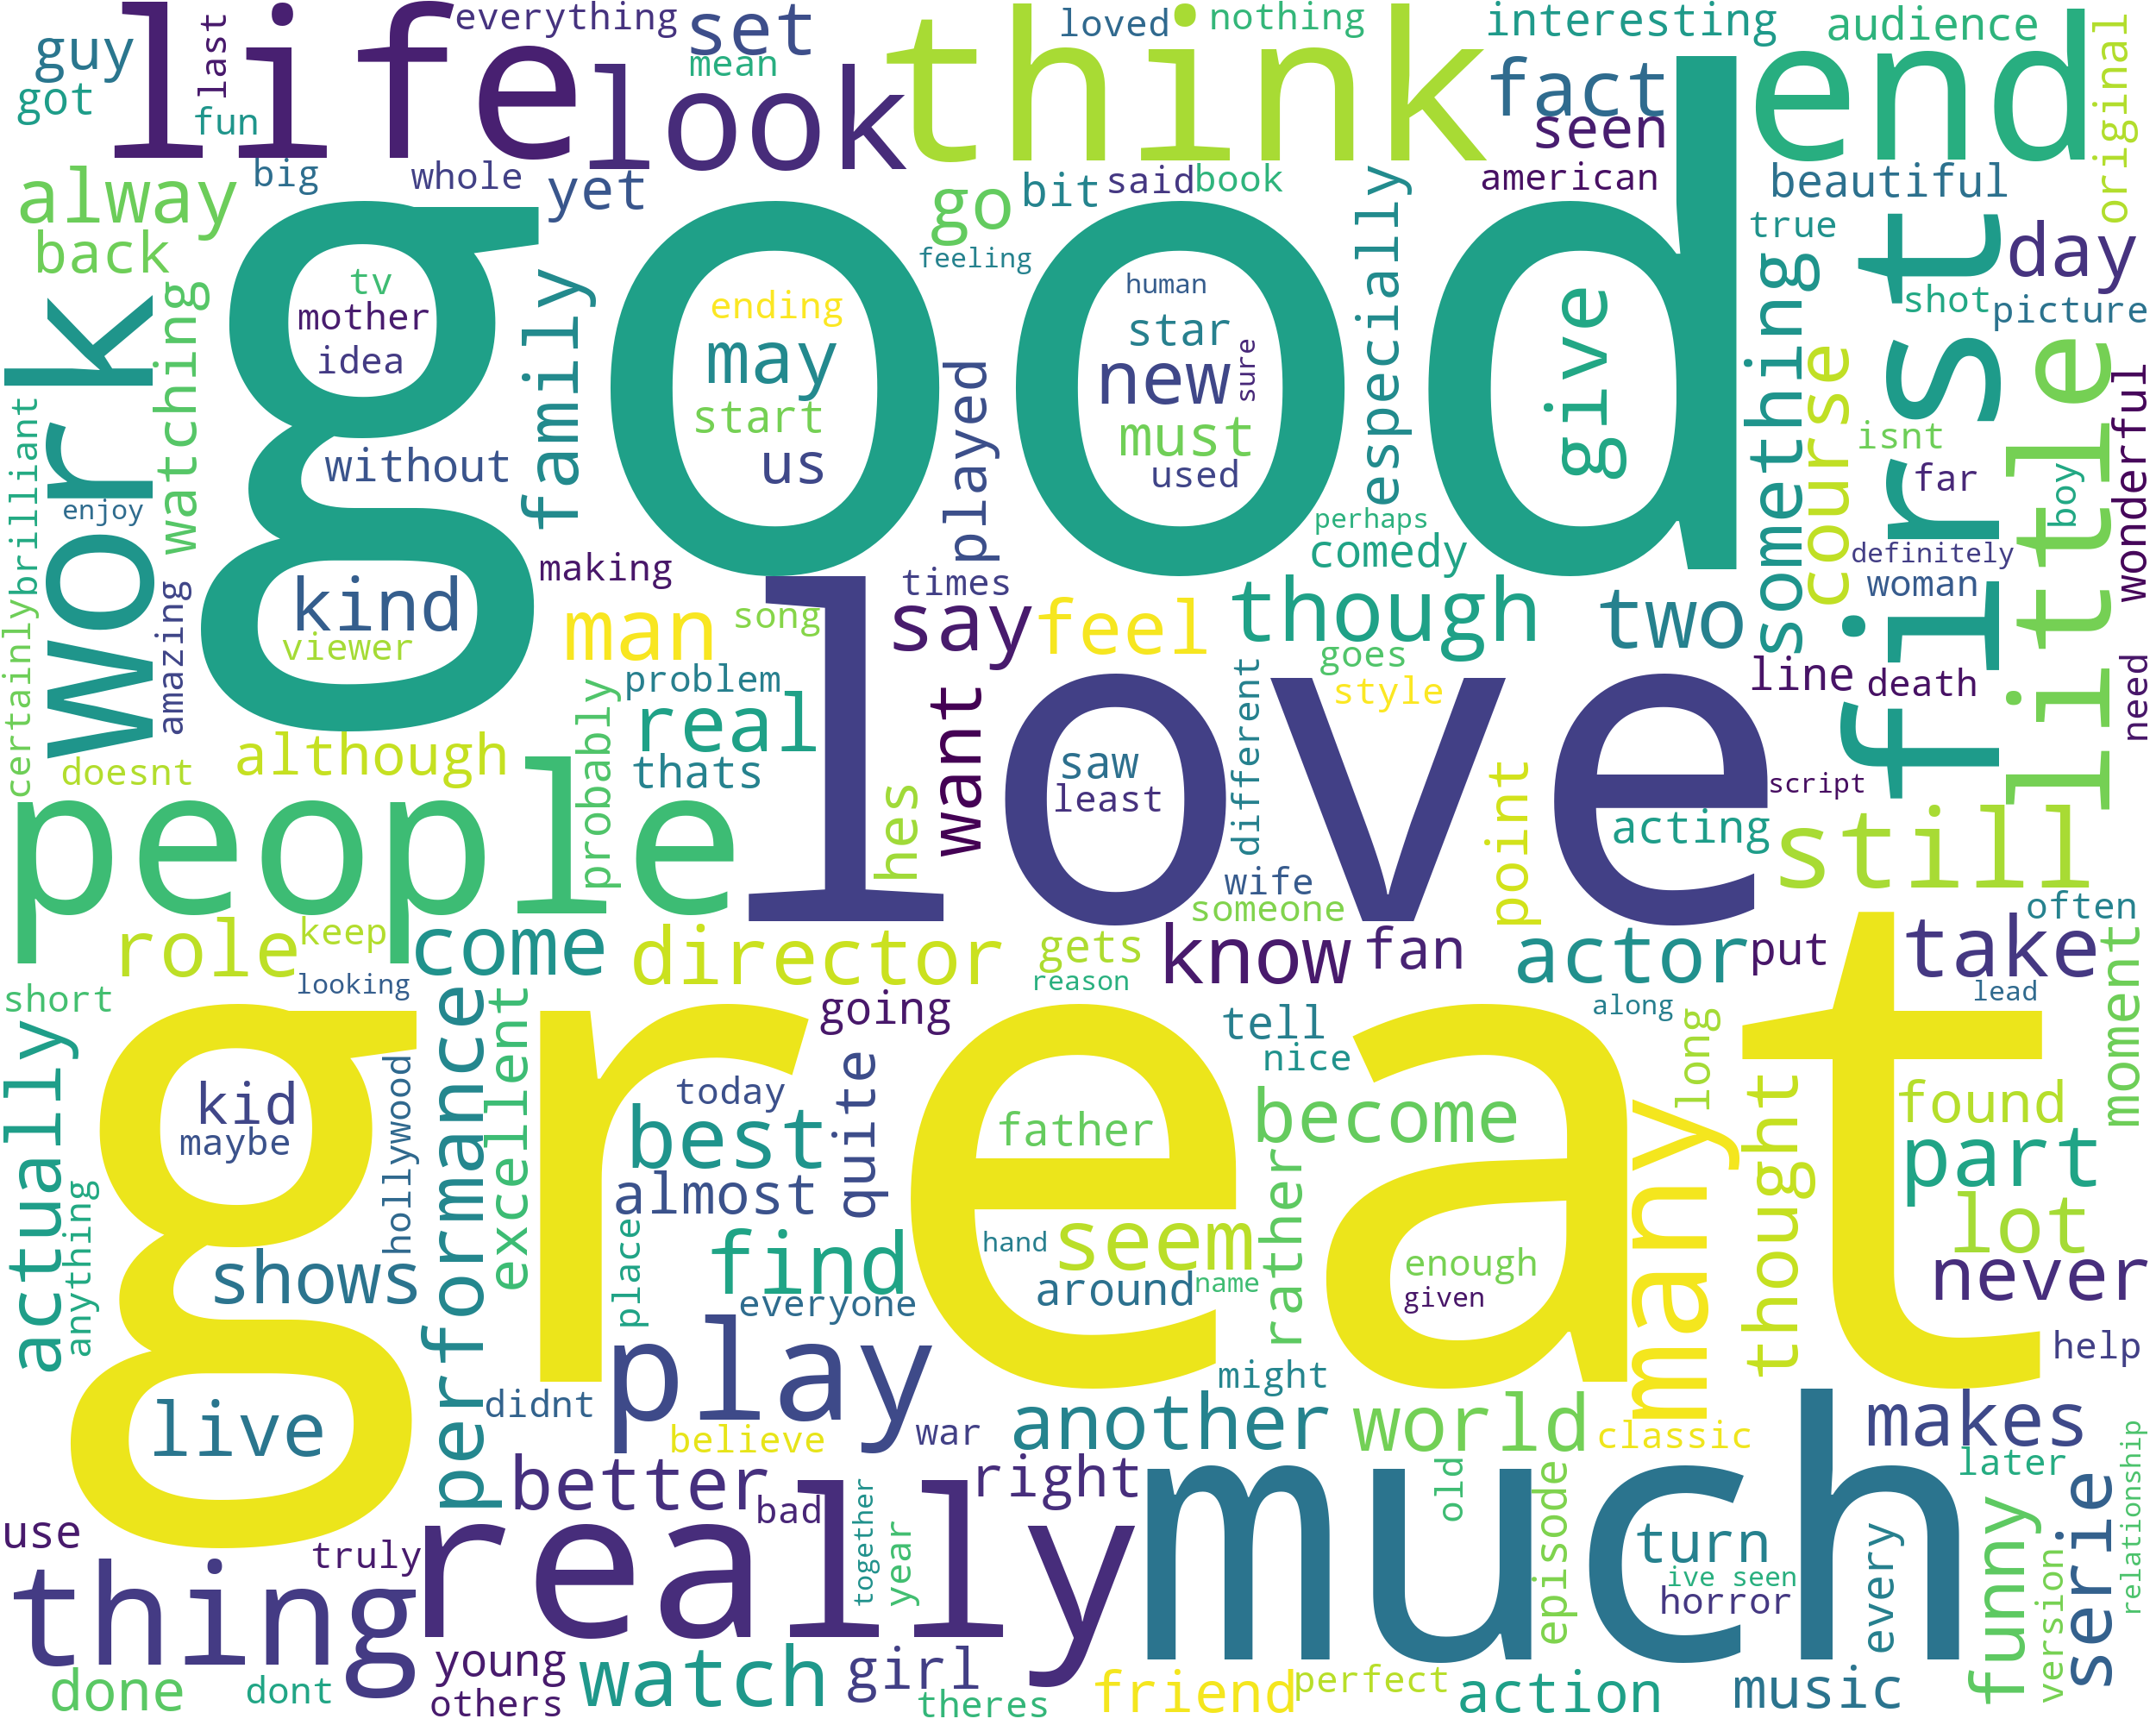 life
everything
set
mean
look
think
loved
nothing
interesting
audience
end
original
guy
got
last
fun
fact
seen
american
beautiful
alway
big
whole
yet
go
bit
said
book
back
good
feeling
true
day
first
shot
picture
work
watching
tv
mother
idea
without
family
ending
may
start
us
played
human
star
new
sure
must
used
especially
give
something
course
little
isnt
far
boy
wonderful
brilliant
enjoy
certainly
amazing
kind
viewer
making
man
song
times
say
feel
perhaps
comedy
though
two
definitely
woman
line
death
need
doesnt
although
people
probably
problem
real
thats
love
hes
want
saw
least
different
goes
style
point
script
acting
still
role
keep
come
looking
director
gets
reason
wife
someone
know
fan
actor
put
take
often
short
actually
great
performance
excellent
going
tell
nice
along
lead
moment
kid
maybe
hollywood
today
best
almost
quite
father
become
long
many
thought
found
part
lot
never
anything
shows
place
find
everyone
hand
seem
around
name
rather
enough
given
help
live
didnt
play
believe
war
might
another
world
classic
makes
later
relationship
use
truly
better
bad
right
really
together
year
much
old
episode
turn
ive seen
horror
every
funny
version
serie
thing
done
dont
young
others
watch
girl
theres
friend
perfect
action
music